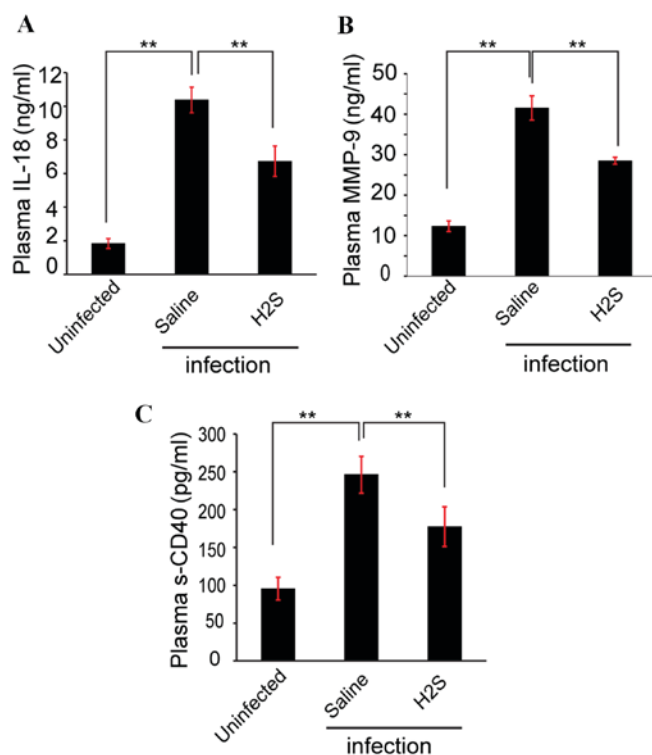 A
** **
Plasma IL-18 (ng/ml)
12
10
8
6
4
2
0
Uninfected
Saline
H2S
infection
B
** **
Plasma MMP-9 (ng/ml)
50
40
30
20
10
0
Uninfected
Saline
H2S
infection
C
** **
Plasma s-CD40 (pg/ml)
300
250
200
150
100
50
0
Uninfected
Saline
H2S
infection